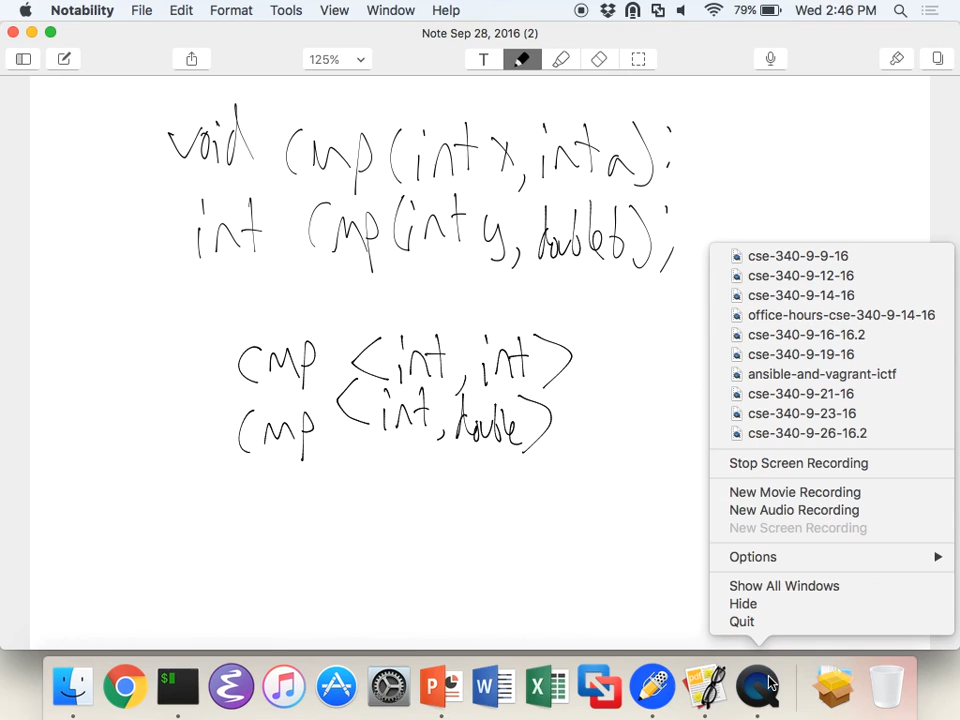 Notability File Edit Format Tools View Window Help 79% Wed 2:46 PM
Note Sep 28, 2016 (2)
125% T
void cmp(int x, int a);
int cmp(int y, double b);
cmp <int, int>
cmp <int, double>
cse-340-9-9-16
cse-340-9-12-16
cse-340-9-14-16
office-hours-cse-340-9-14-16
cse-340-9-16-16.2
cse-340-9-19-16
ansible-and-vagrant-ictf
cse-340-9-21-16
cse-340-9-23-16
cse-340-9-26-16.2
Stop Screen Recording
New Movie Recording
New Audio Recording
New Screen Recording
Options
Show All Windows
Hide
Quit